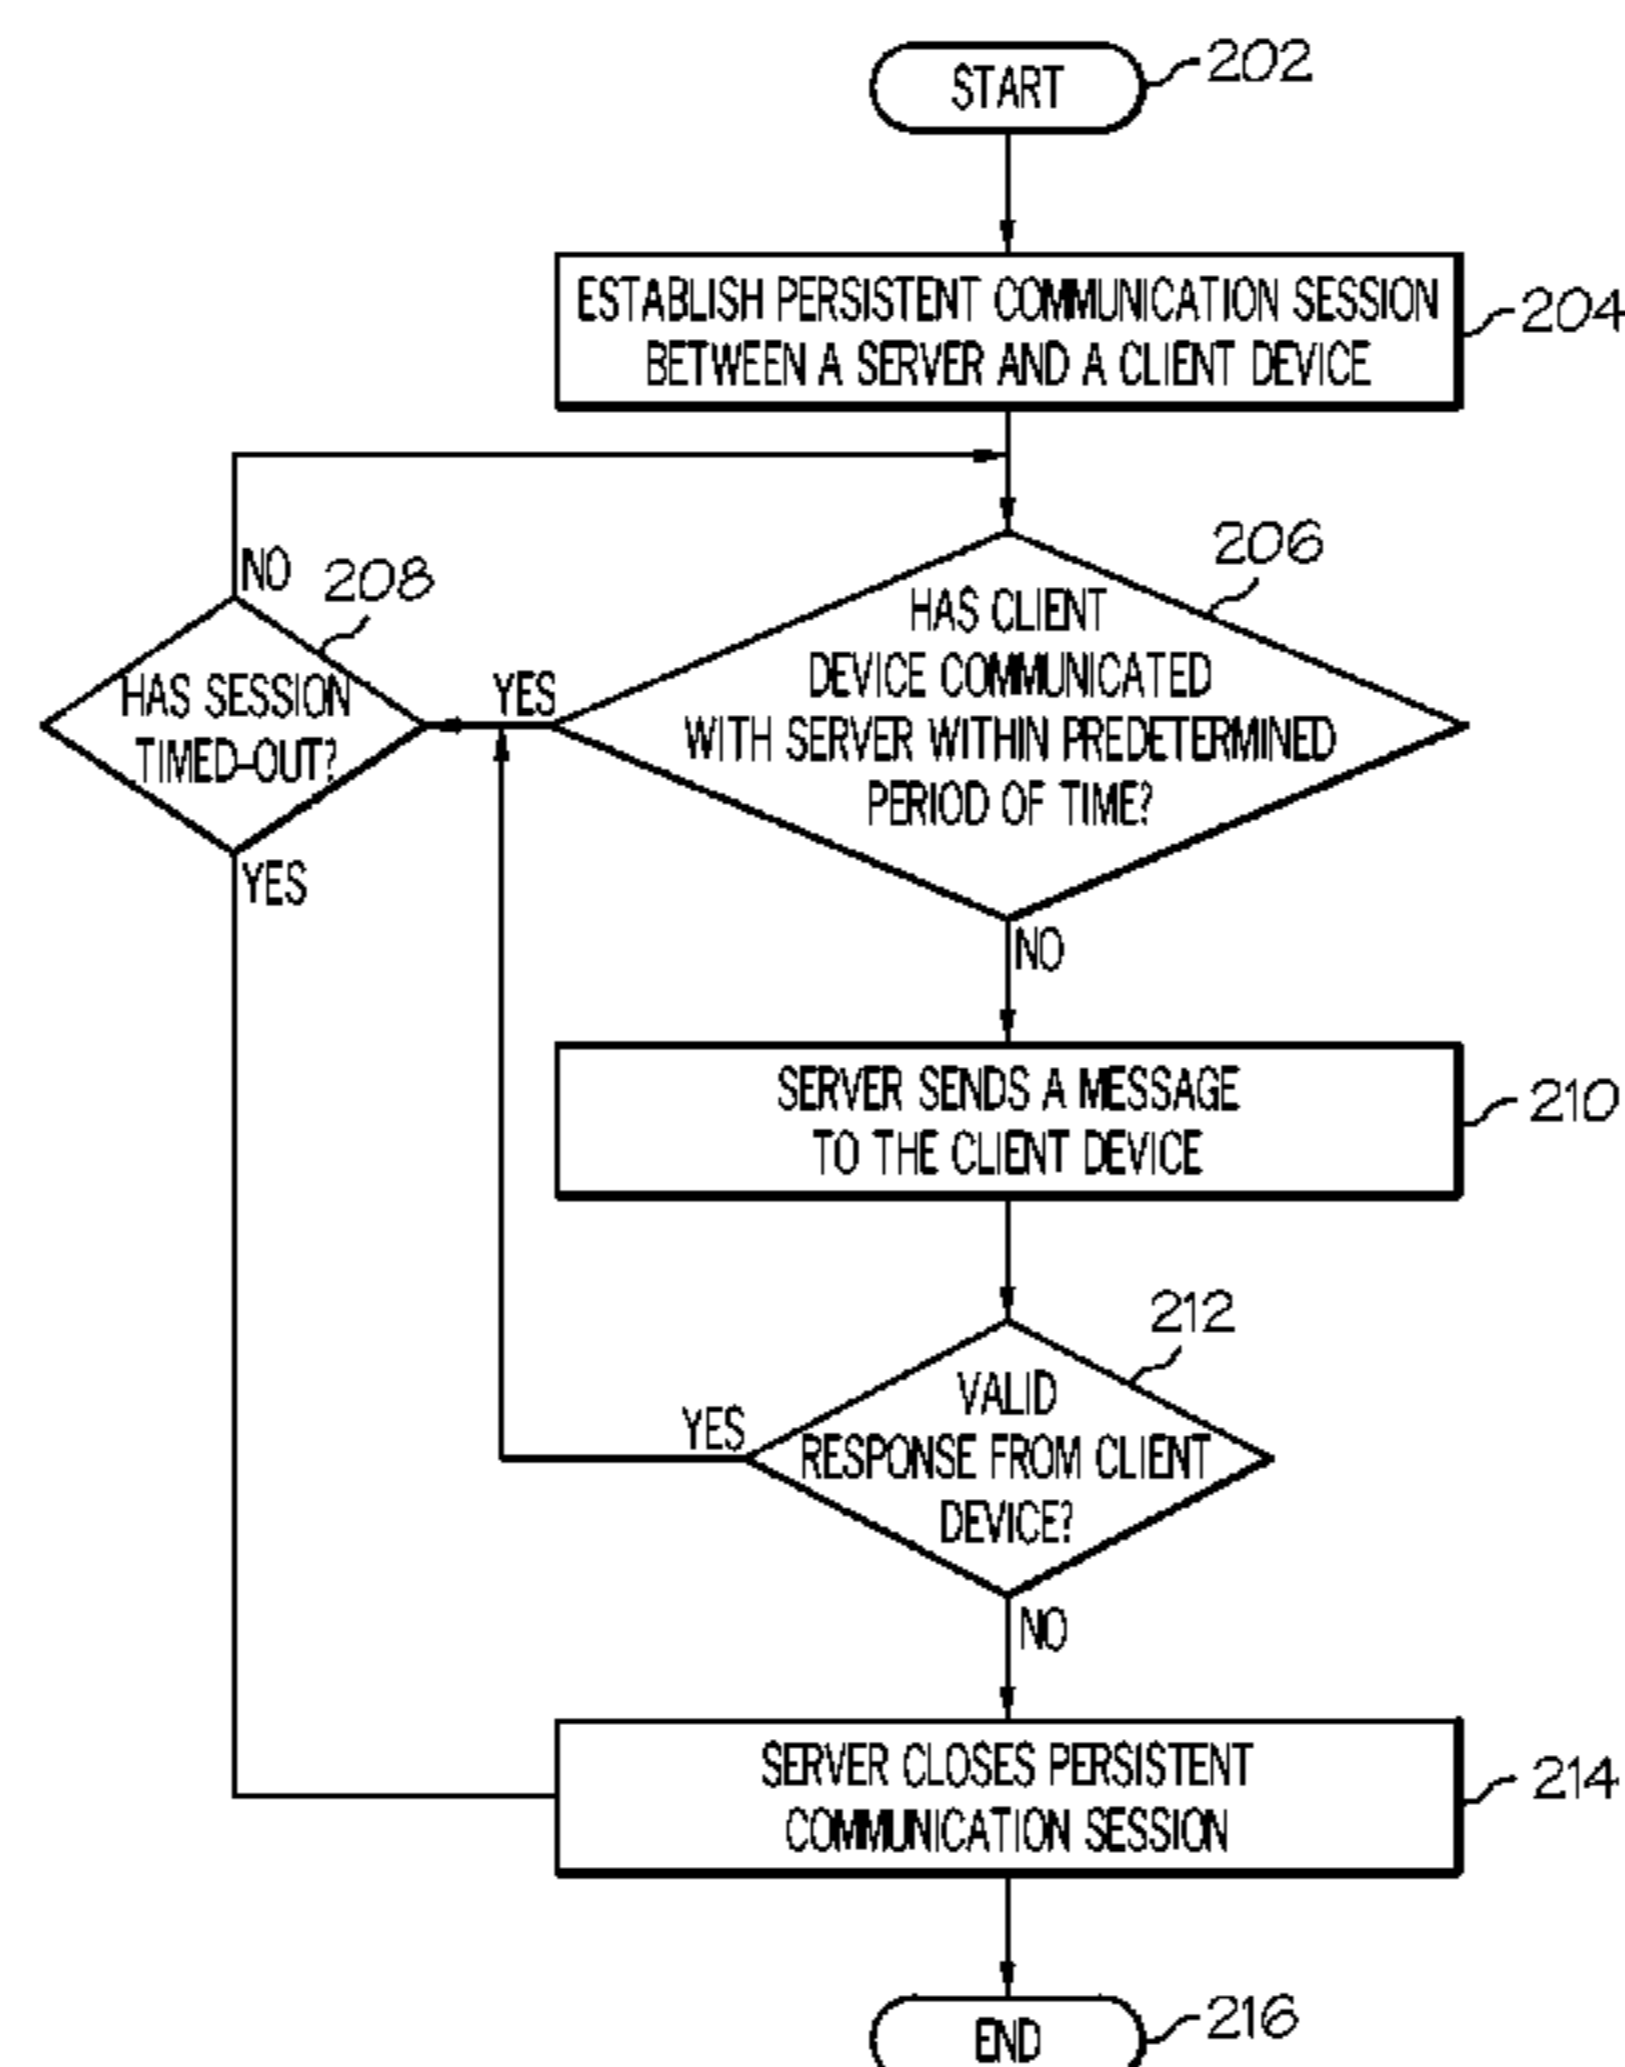 START
202
ESTABLISH PERSISTENT COMMUNICATION SESSION
BETWEEN A SERVER AND A CLIENT DEVICE
204
206
NO
208
HAS CLIENT
DEVICE COMMUNICATED
WITH SERVER WITHIN PREDETERMINED
PERIOD OF TIME?
YES
HAS SESSION
TIMED-OUT?
YES
NO
SERVER SENDS A MESSAGE
TO THE CLIENT DEVICE
210
212
VALID
RESPONSE FROM CLIENT
DEVICE?
YES
NO
SERVER CLOSES PERSISTENT
COMMUNICATION SESSION
214
END
216